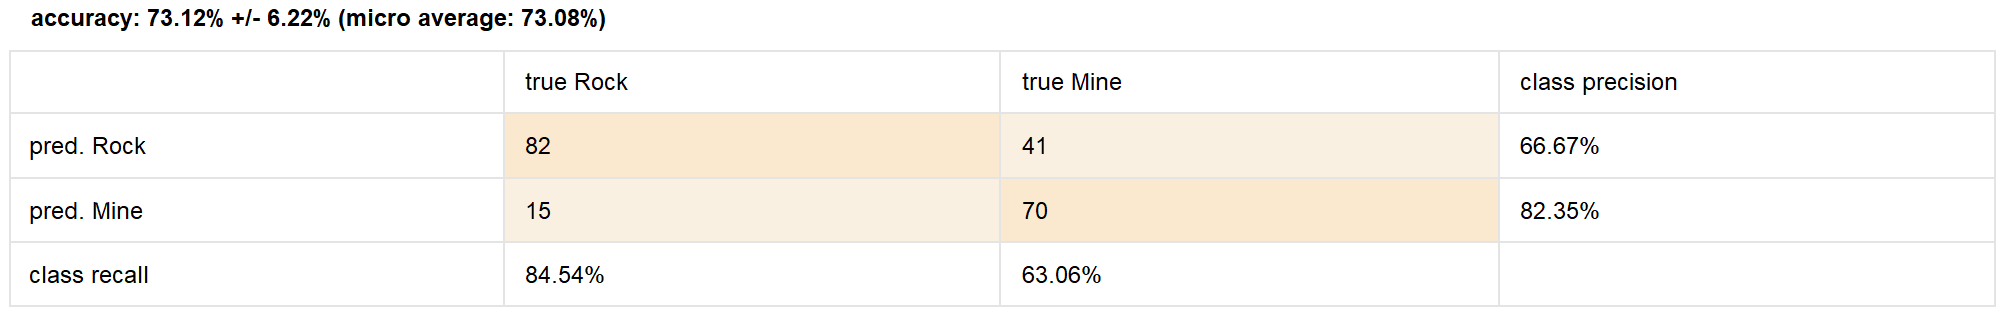 accuracy: 73.12% +/- 6.22% (micro average: 73.08%)
true Rock true Mine class precision
pred. Rock 82 41 66.67%
pred. Mine 15 70 82.35%
class recall 84.54% 63.06%